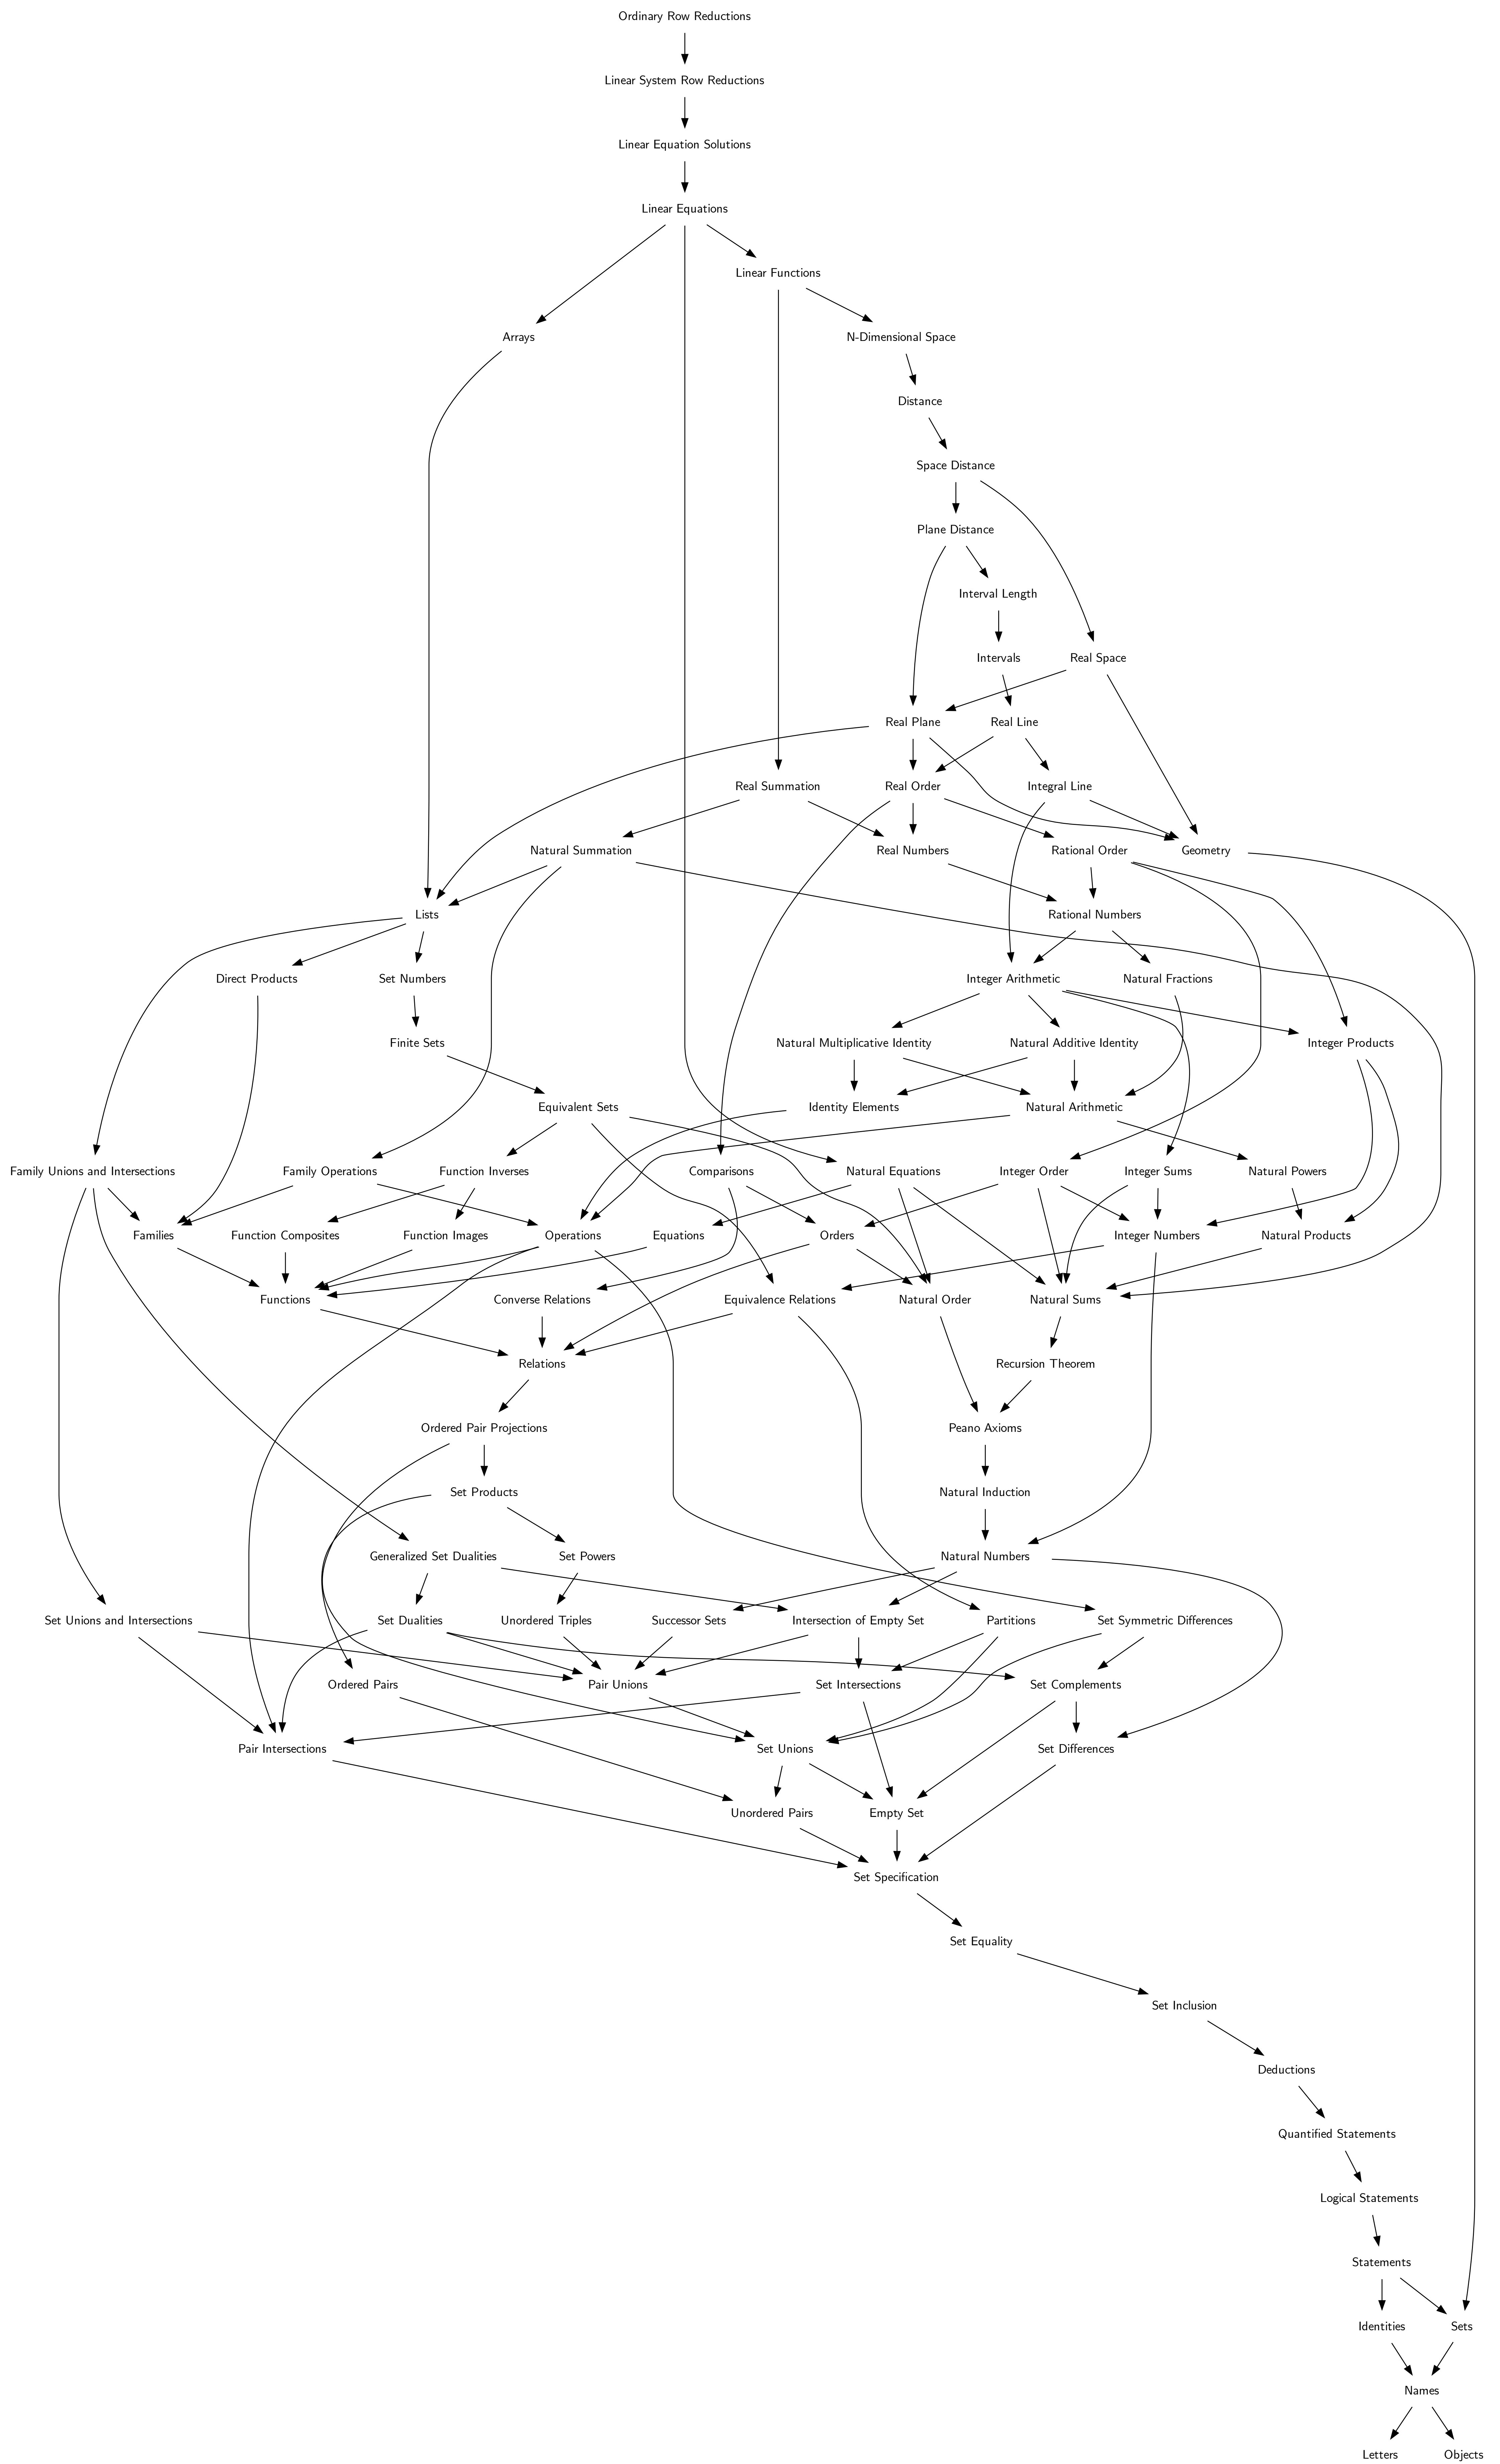 Ordinary Row Reductions
Linear System Row Reductions
Linear Equation Solutions
Linear Equations
Linear Functions
Arrays
N-Dimensional Space
Distance
Space Distance
Plane Distance
Interval Length
Intervals
Real Space
Real Plane
Real Line
Real Summation
Real Order
Integral Line
Natural Summation
Real Numbers
Rational Order
Geometry
Lists
Rational Numbers
Direct Products
Set Numbers
Integer Arithmetic
Natural Fractions
Finite Sets
Natural Multiplicative Identity
Natural Additive Identity
Integer Products
Equivalent Sets
Identity Elements
Natural Arithmetic
Family Unions and Intersections
Family Operations
Function Inverses
Comparisons
Natural Equations
Integer Order
Integer Sums
Natural Powers
Families
Function Composites
Function Images
Operations
Equations
Orders
Integer Numbers
Natural Products
Functions
Converse Relations
Equivalence Relations
Natural Order
Natural Sums
Relations
Recursion Theorem
Ordered Pair Projections
Peano Axioms
Set Products
Natural Induction
Generalized Set Dualities
Set Powers
Natural Numbers
Set Unions and Intersections
Set Dualities
Unordered Triples
Successor Sets
Intersection of Empty Set
Partitions
Set Symmetric Differences
Ordered Pairs
Pair Unions
Set Intersections
Set Complements
Pair Intersections
Set Unions
Set Differences
Unordered Pairs
Empty Set
Set Specification
Set Equality
Set Inclusion
Deductions
Quantified Statements
Logical Statements
Statements
Identities
Sets
Names
Letters
Objects